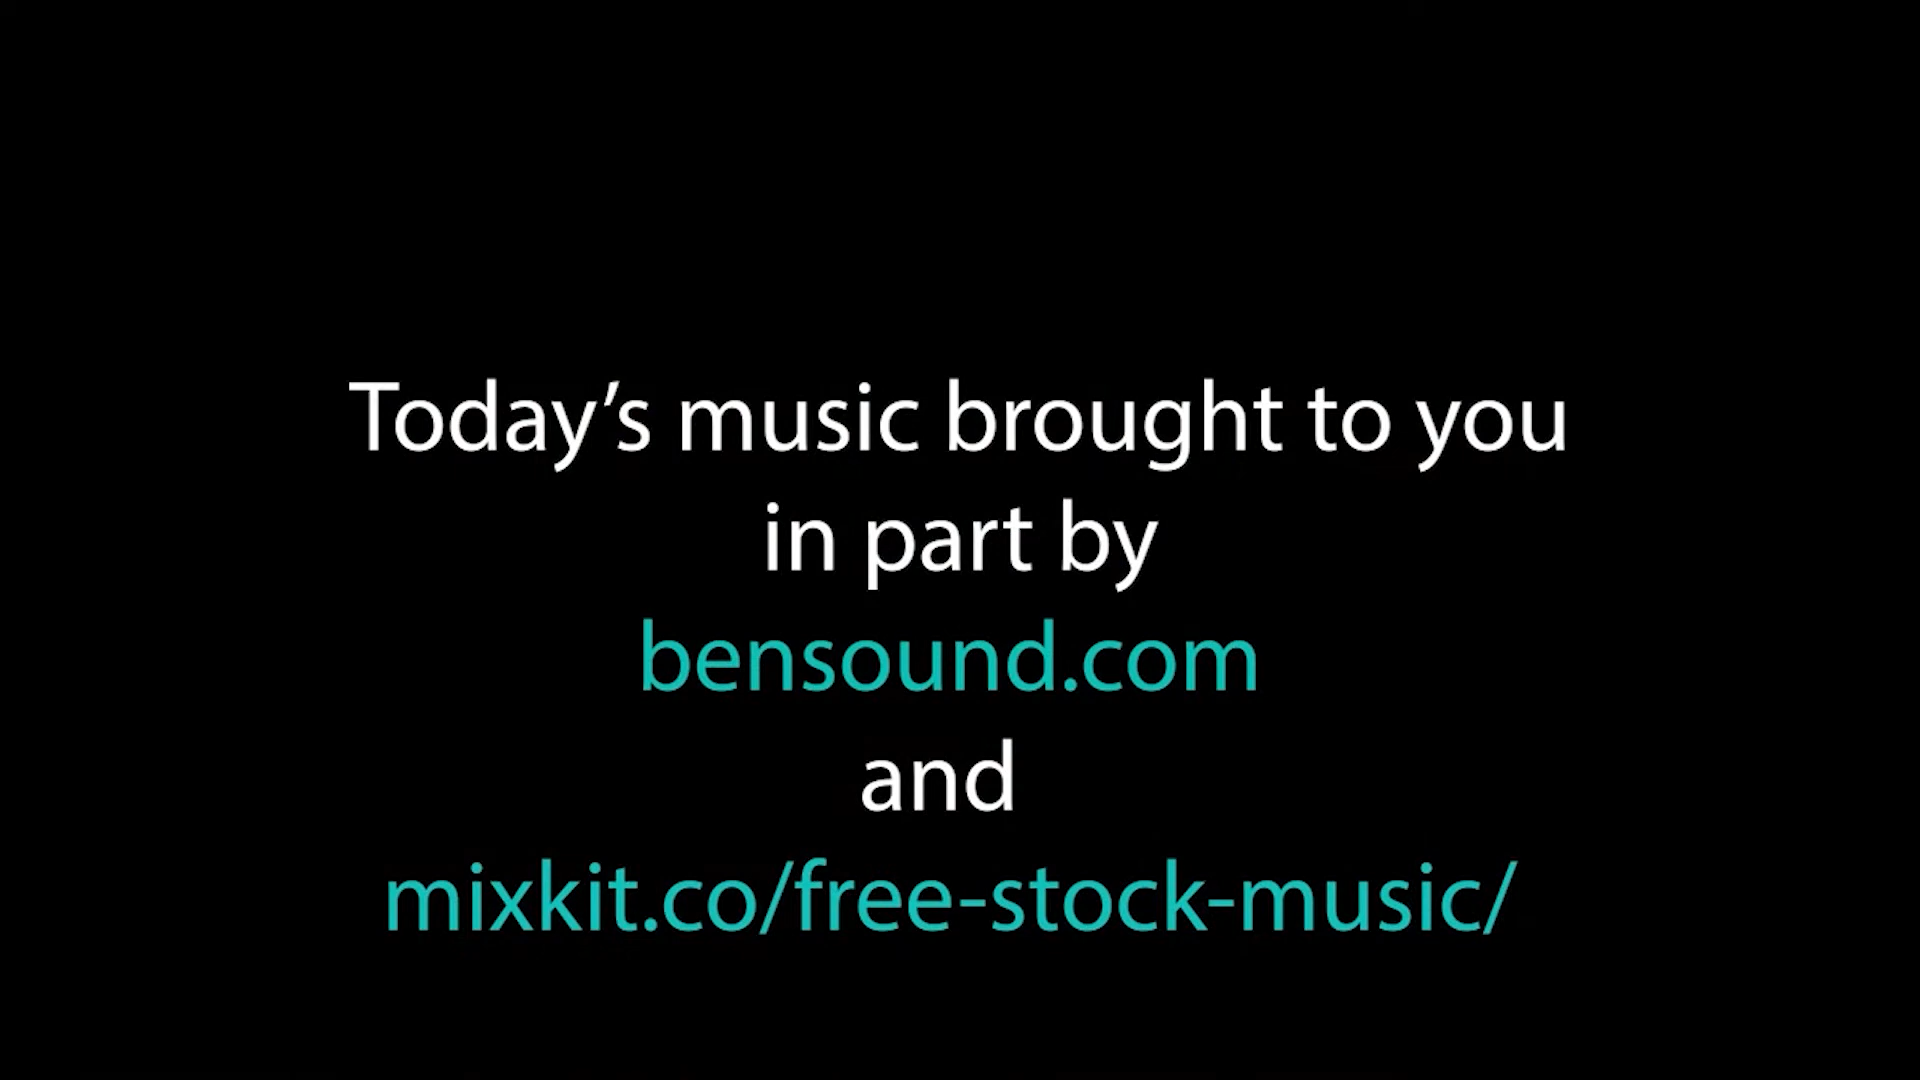 Today’s music brought to you
in part by
bensound.com
and
mixkit.co/free-stock-music/